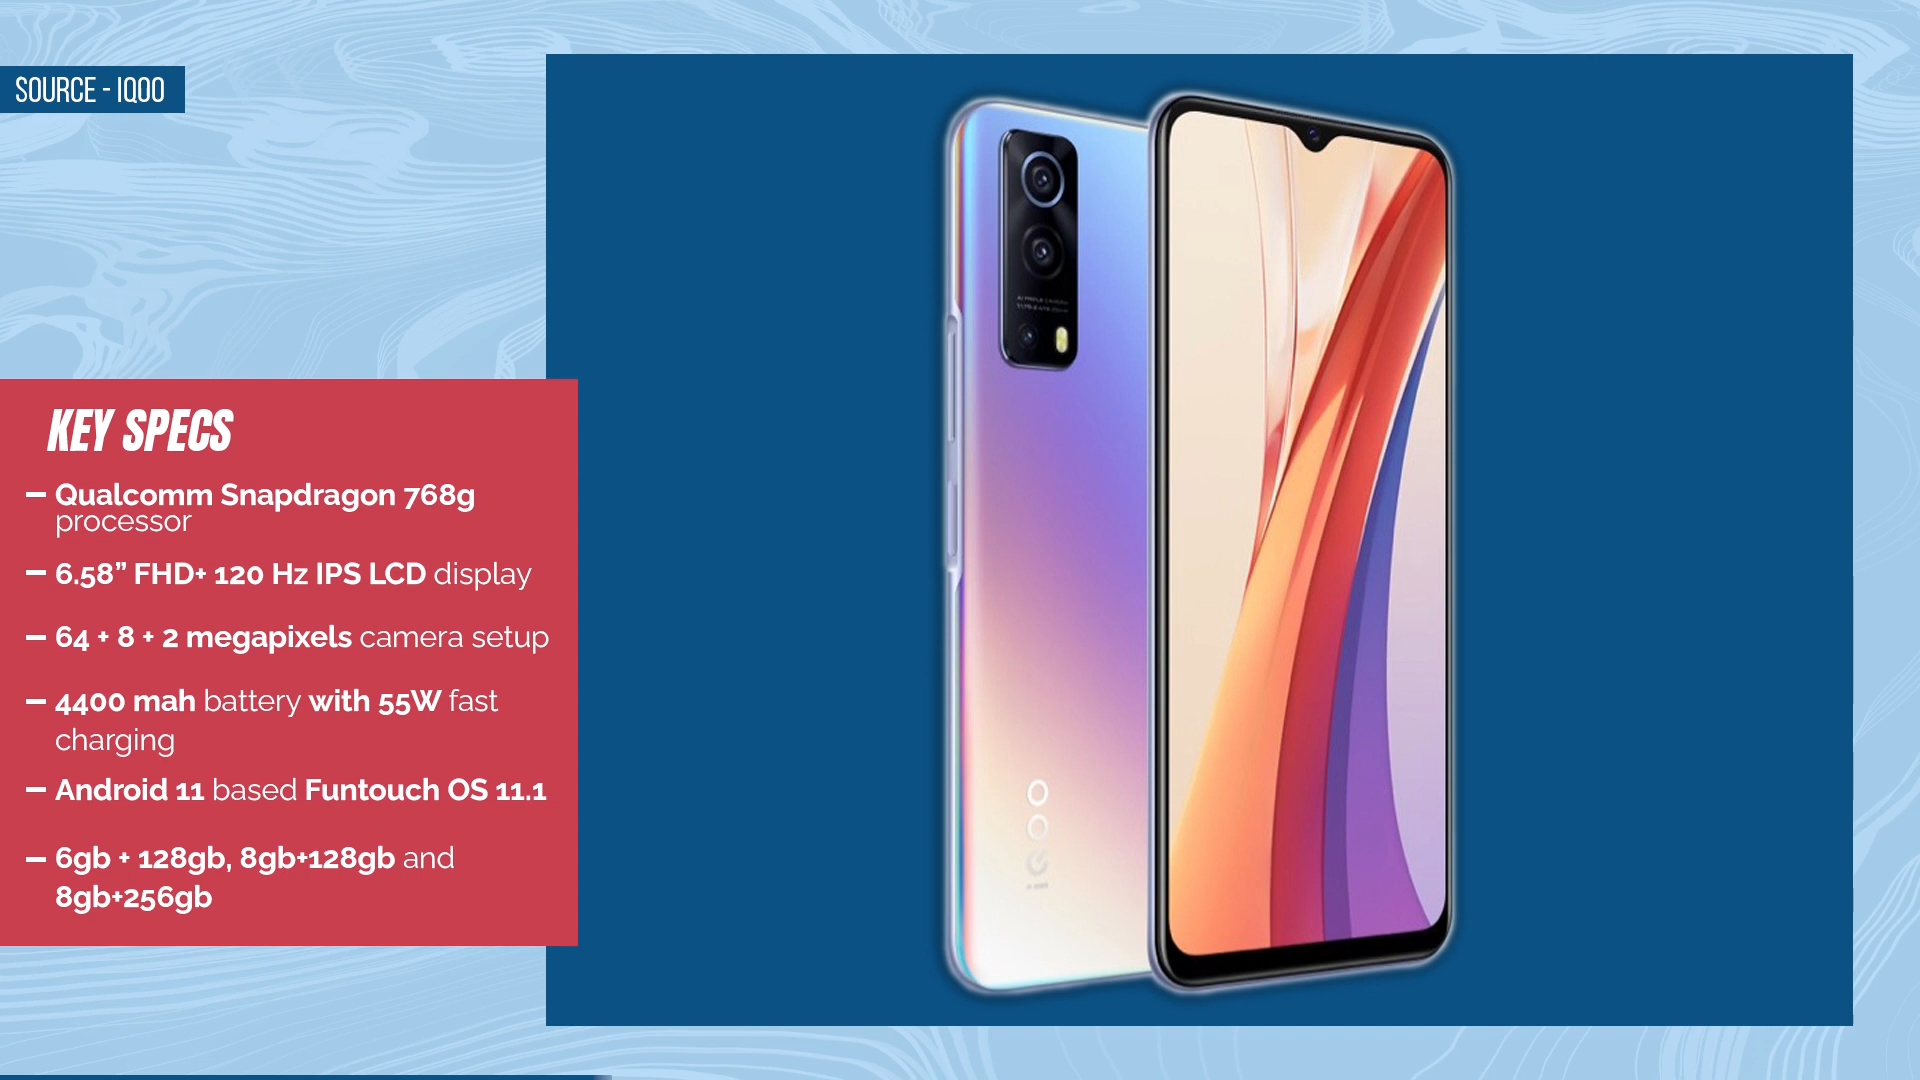 SOURCE - IQOO
KEY SPECS
– Qualcomm Snapdragon 768g
processor
– 6.58” FHD+ 120 Hz IPS LCD display
– 64 + 8 + 2 megapixels camera setup
– 4400 mah battery with 55W fast
charging
– Android 11 based Funtouch OS 11.1
– 6gb + 128gb, 8gb+128gb and
8gb+256gb
iQOO